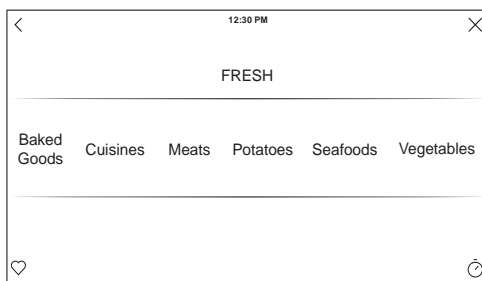 12:30 PM
FRESH
Baked
Goods
Cuisines
Meats
Potatoes
Seafoods
Vegetables